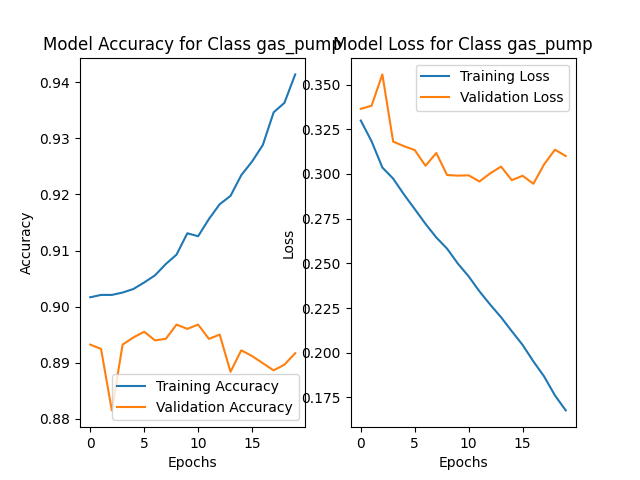 Model Accuracy for Class gas_pump
0.94
0.93
0.92
0.91
0.90
0.89
0.88
Accuracy
Training Accuracy
Validation Accuracy
0 5 10 15
Epochs
Model Loss for Class gas_pump
0.350
0.325
0.300
0.275
0.250
0.225
0.200
0.175
Loss
Training Loss
Validation Loss
0 5 10 15
Epochs